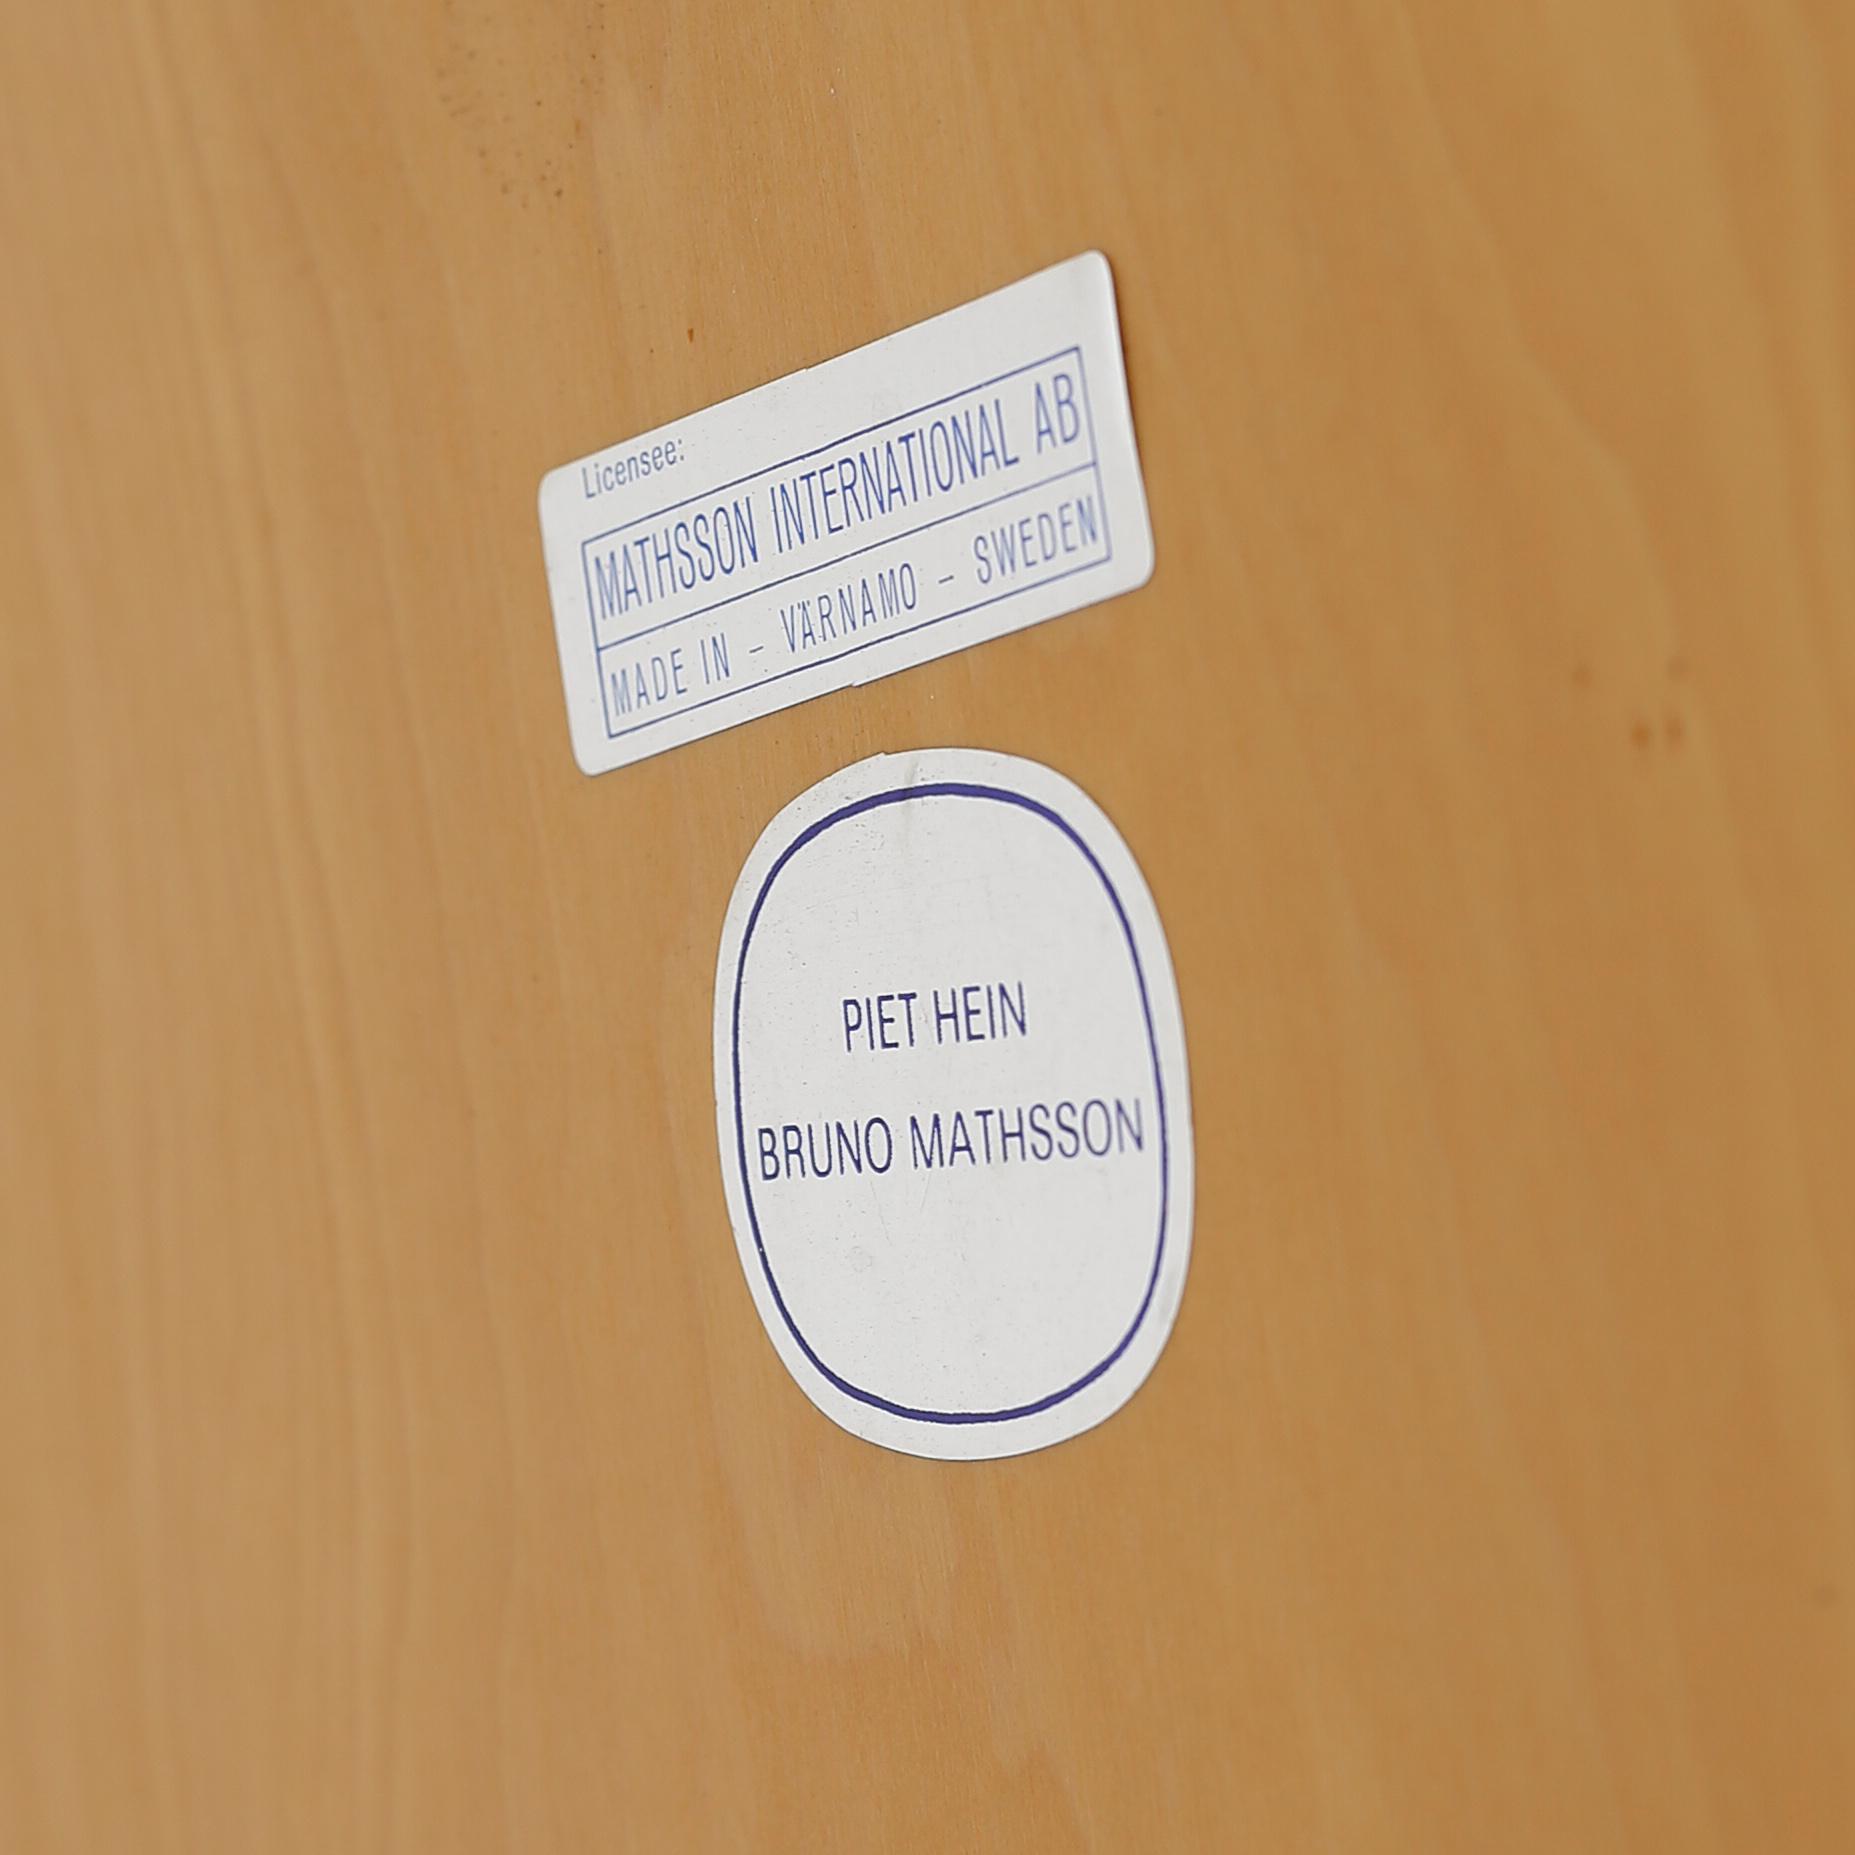 Licensee:
MATHSSON INTERNATIONAL AB
MADE IN - VÄRNAMO - SWEDEN
PIET HEIN
BRUNO MATHSSON